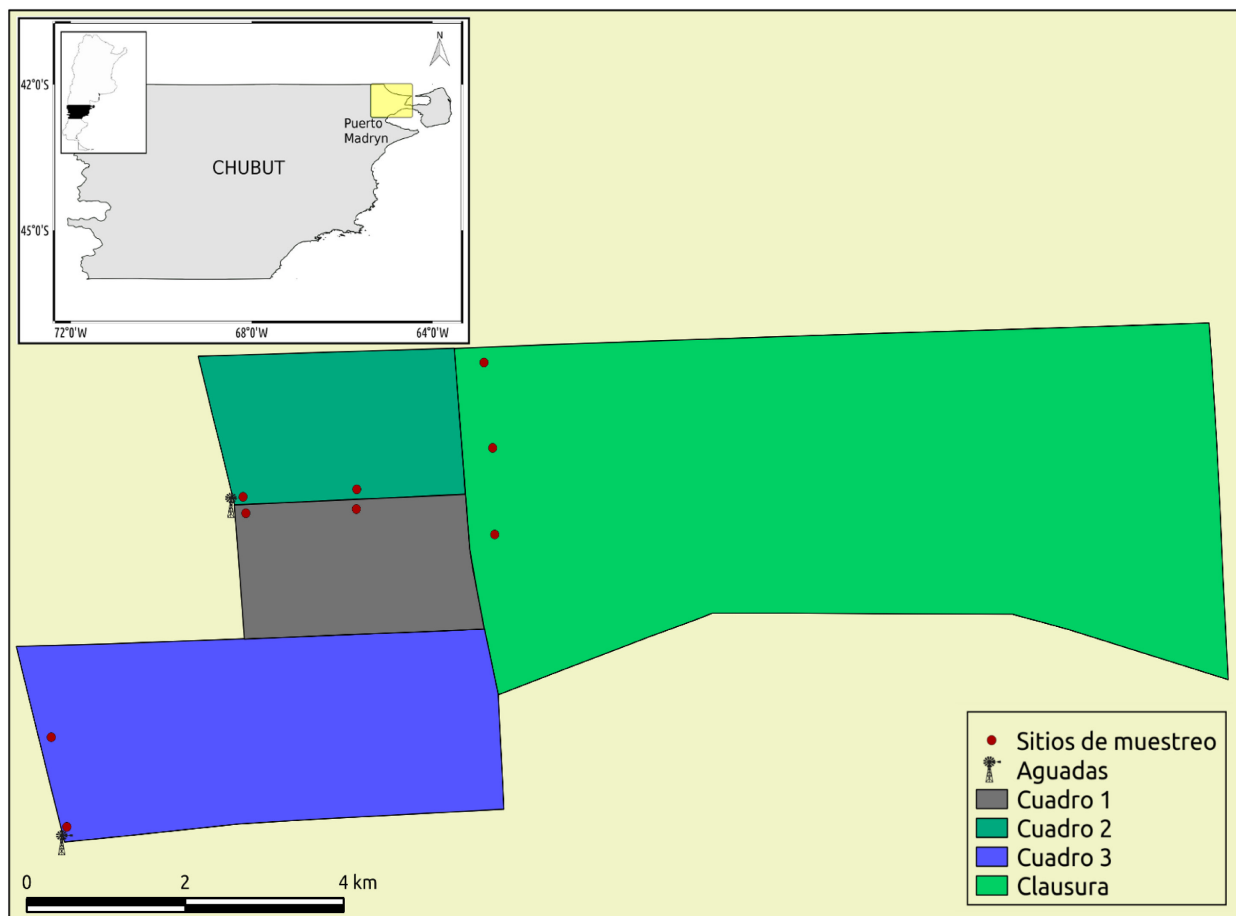 N
42°0'S
Puerto
Madryn
CHUBUT
45°0'S
72°0'W
68°0'W
64°0'W
Sitios de muestreo
Aguadas
Cuadro 1
Cuadro 2
Cuadro 3
Clausura
0
2
4 km